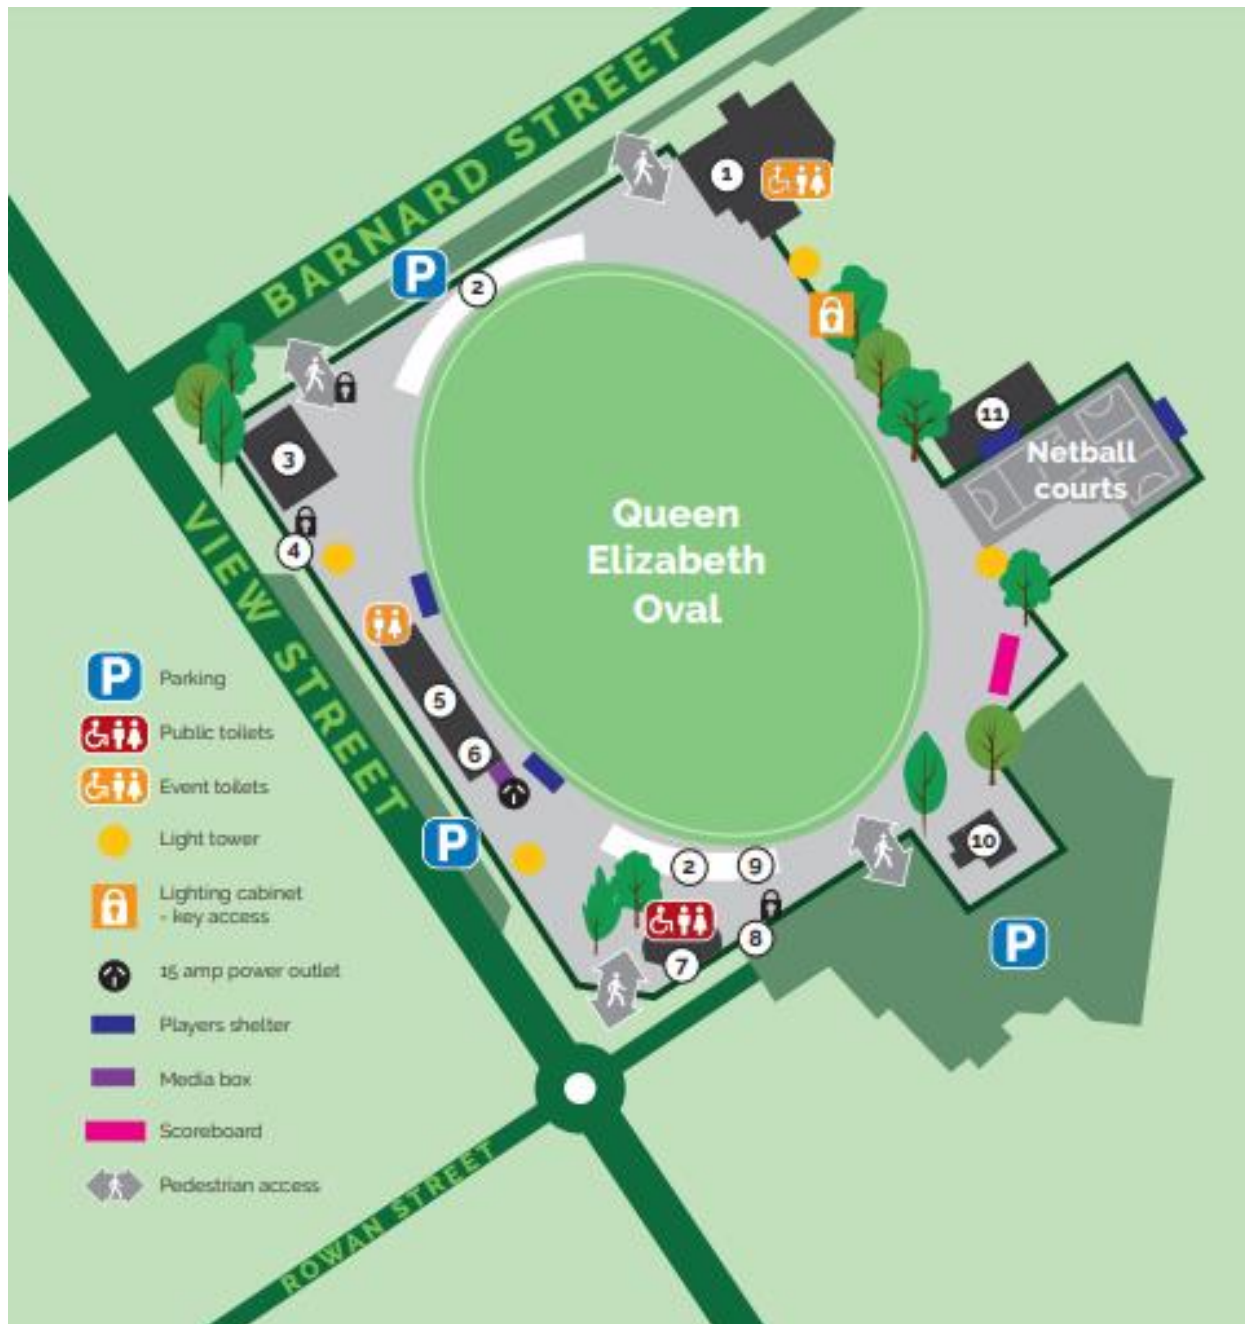 BARNARD STREET
1
P
2
3
11
Netball
courts
Queen
Elizabeth
Oval
4
VIEW STREET
5
6
P
2
9
10
8
7
P
P
Parking
Public toilets
Event toilets
Light tower
Lighting cabinet
- key access
15 amp power outlet
Players shelter
Media box
Scoreboard
Pedestrian access
ROWAN STREET